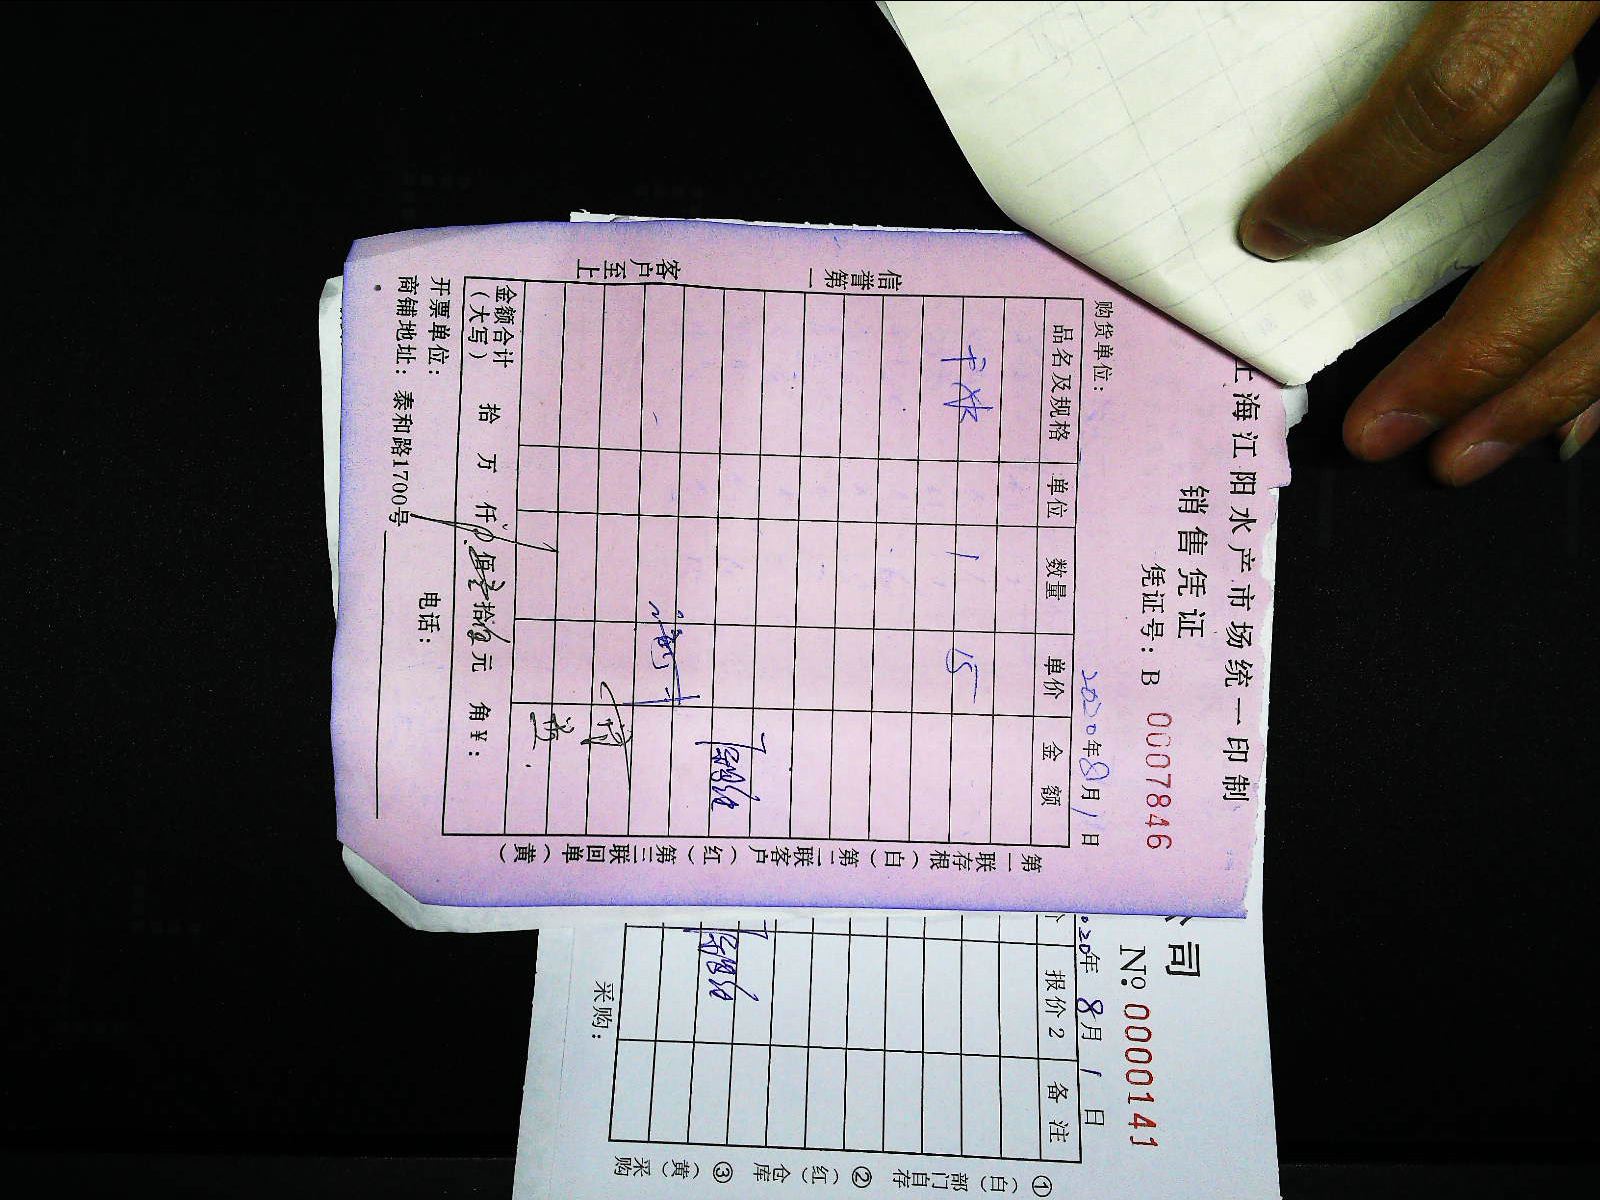 上海江阳水产市场统一印制
销售凭证
凭证号：B 0007846
购货单位： 2020年8月1日
品名及规格 单位 数量 单价 金额
干冰 1 15
金额合计（大写） 拾 万 仟 佰壹拾伍元 角￥：
开票单位： 电话：
商铺地址：泰和路1700号
信誉第一
客户至上
第一联存根（白）第二联客户（红）第三联回单（黄）
司
No.0000141
2020年8月1日
报价2 备注
采购：
①（白）部门自存 ②（红）仓库 ③（黄）采购